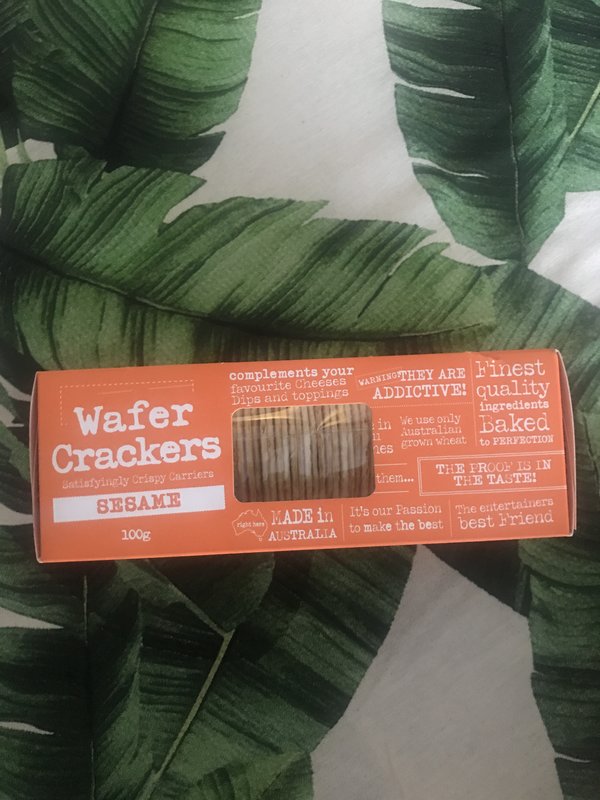 Wafer
Crackers
Satisfyingly Crispy Carriers
SESAME
100g
complements your
favourite Cheeses
Dips and toppings
WARNING! THEY ARE
ADDICTIVE!
in
hes
We use only
Australian
grown wheat
them...
Finest
quality
ingredients
Baked
to PERFECTION
THE PROOF IS IN
THE TASTE!
right here
MADE in
AUSTRALIA
It's our Passion
to make the best
The entertainers
best Friend